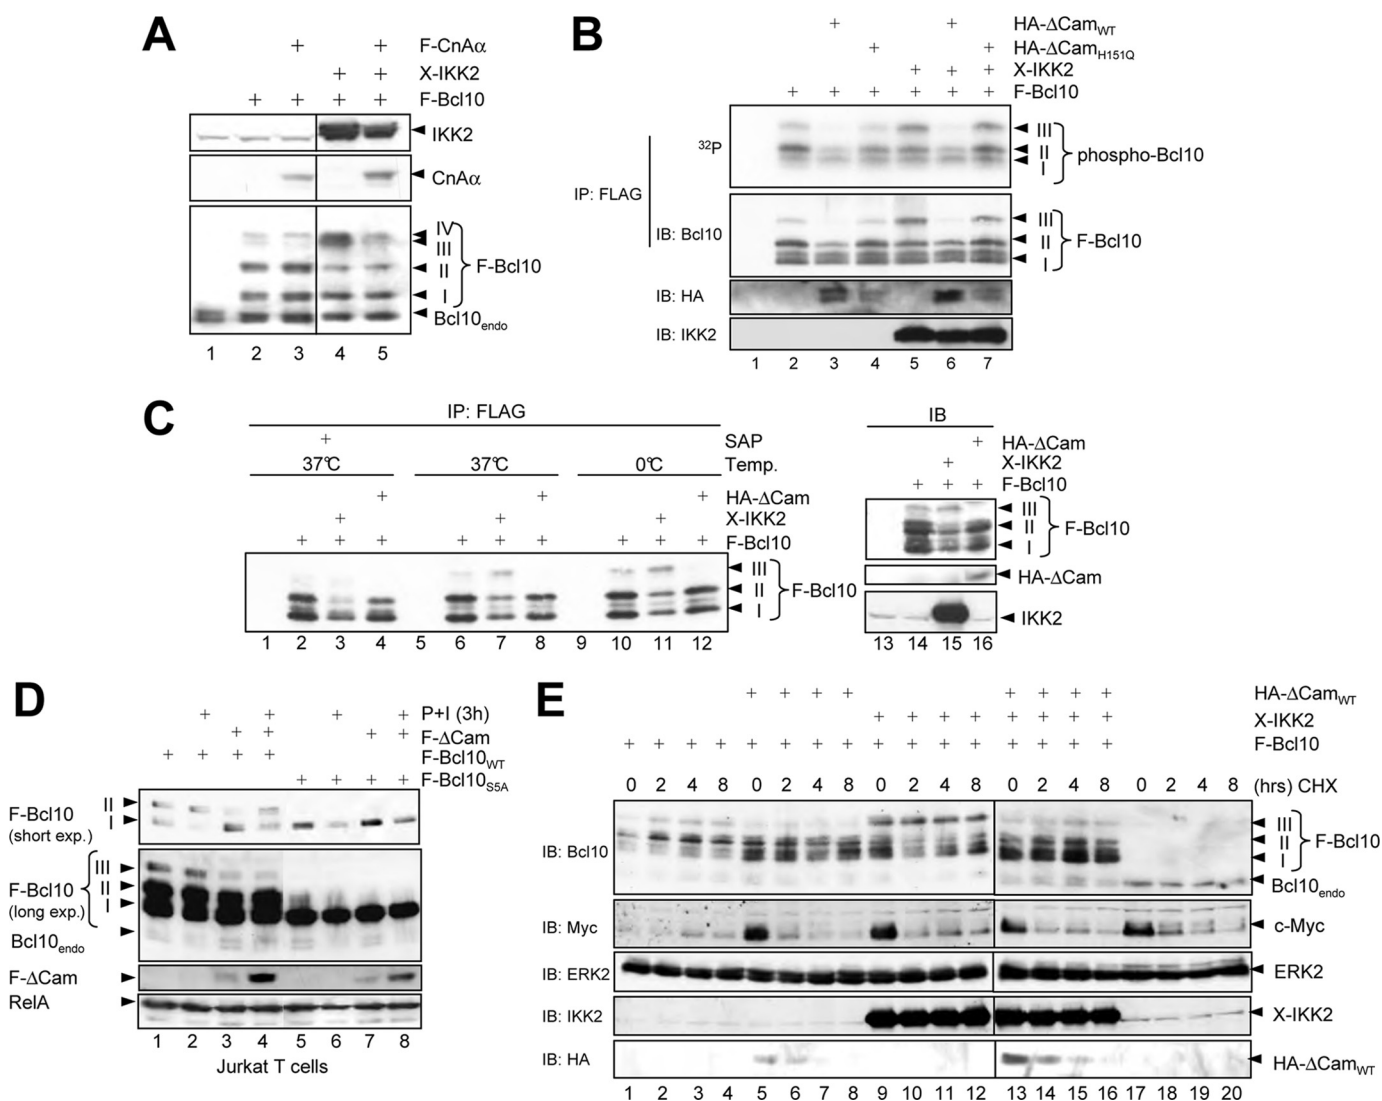 A
+ + F-CnAα
+ + X-IKK2
+ + + + F-Bcl10
IKK2
CnAα
IV
III
II
I
F-Bcl10
Bcl10endo
1 2 3 4 5
B
+ + HA-ΔCamWT
+ + HA-ΔCamH151Q
+ + + X-IKK2
+ + + + + + F-Bcl10
IP: FLAG
32P
III
II
I
phospho-Bcl10
IB: Bcl10
III
II
I
F-Bcl10
IB: HA
IB: IKK2
1 2 3 4 5 6 7
C
IP: FLAG
+ SAP
37°C 37°C 0°C Temp.
+ + + HA-ΔCam
+ + + X-IKK2
+ + + + + + + + + F-Bcl10
III
II
I
F-Bcl10
1 2 3 4 5 6 7 8 9 10 11 12
IB
+ HA-ΔCam
+ X-IKK2
+ + + F-Bcl10
III
II
I
F-Bcl10
HA-ΔCam
IKK2
13 14 15 16
D
+ + + + P+I (3h)
+ + + + F-ΔCam
+ + + + F-Bcl10WT
+ + + + F-Bcl10S5A
F-Bcl10
(short exp.)
II
I
F-Bcl10
(long exp.)
III
II
I
Bcl10endo
F-ΔCam
RelA
1 2 3 4 5 6 7 8
Jurkat T cells
E
+ + + + + + + + HA-ΔCamWT
+ + + + + + + + X-IKK2
+ + + + + + + + + + + + + + + + F-Bcl10
0 2 4 8 0 2 4 8 0 2 4 8 0 2 4 8 0 2 4 8 (hrs) CHX
IB: Bcl10
III
II
I
F-Bcl10
Bcl10endo
IB: Myc c-Myc
IB: ERK2 ERK2
IB: IKK2 X-IKK2
IB: HA HA-ΔCamWT
1 2 3 4 5 6 7 8 9 10 11 12 13 14 15 16 17 18 19 20